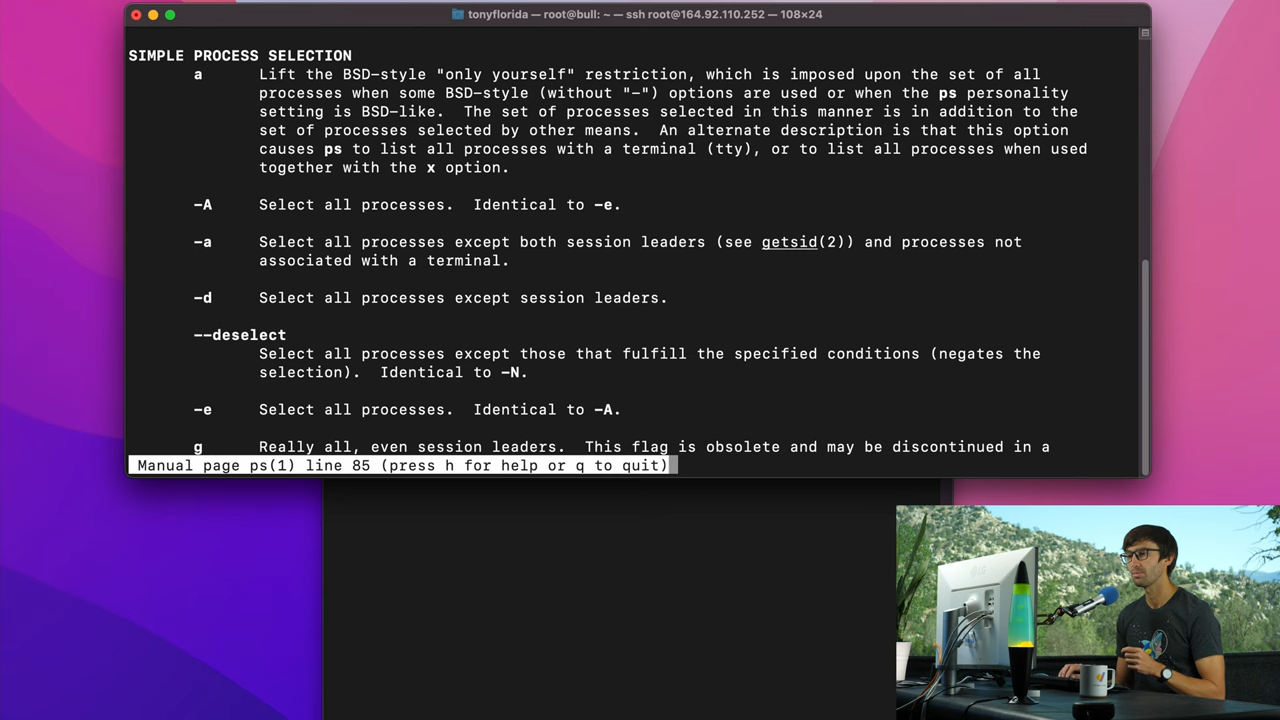 tonyflorida — root@bull: ~ — ssh root@164.92.110.252 — 108×24
SIMPLE PROCESS SELECTION
a Lift the BSD-style "only yourself" restriction, which is imposed upon the set of all
processes when some BSD-style (without "-") options are used or when the ps personality
setting is BSD-like. The set of processes selected in this manner is in addition to the
set of processes selected by other means. An alternate description is that this option
causes ps to list all processes with a terminal (tty), or to list all processes when used
together with the x option.
-A Select all processes. Identical to -e.
-a Select all processes except both session leaders (see getsid(2)) and processes not
associated with a terminal.
-d Select all processes except session leaders.
--deselect
Select all processes except those that fulfill the specified conditions (negates the
selection). Identical to -N.
-e Select all processes. Identical to -A.
g Really all, even session leaders. This flag is obsolete and may be discontinued in a
Manual page ps(1) line 85 (press h for help or q to quit)
LG